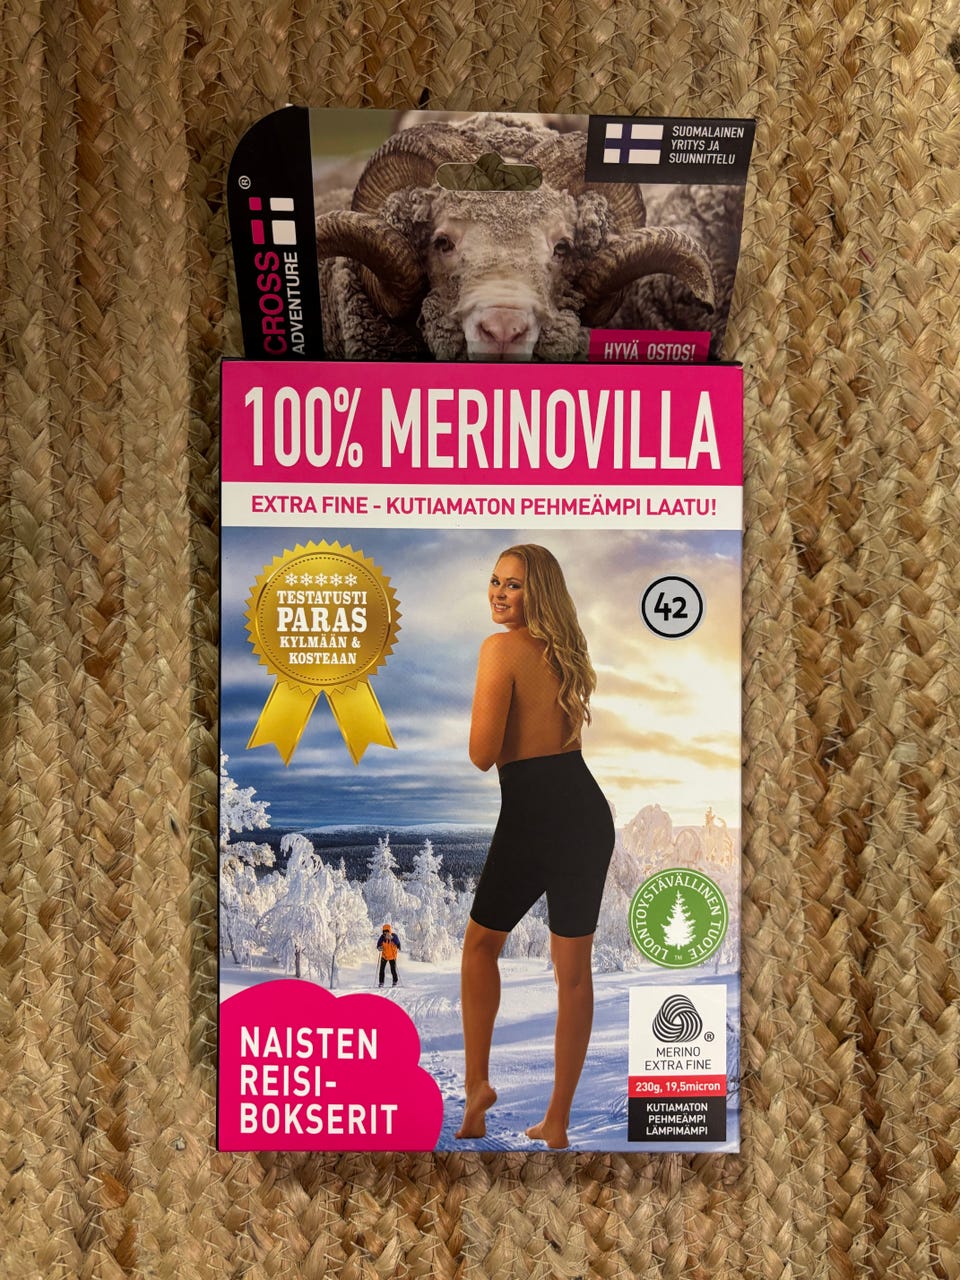 SUOMALAINEN
YRITYS JA
SUUNNITTELU
®
CROSS
ADVENTURE
HYVÄ OSTOS!
100% MERINOVILLA
EXTRA FINE - KUTIAMATON PEHMEÄMPI LAATU!
TESTATUSTI
PARAS
KYLMÄÄN &
KOSTEAAN
42
LUONTOYSTÄVÄLLINEN TUOTE
TM
®
MERINO
EXTRA FINE
230g, 19,5micron
KUTIAMATON
PEHMEÄMPI
LÄMPIMÄMPI
NAISTEN
REISI-
BOKSERIT